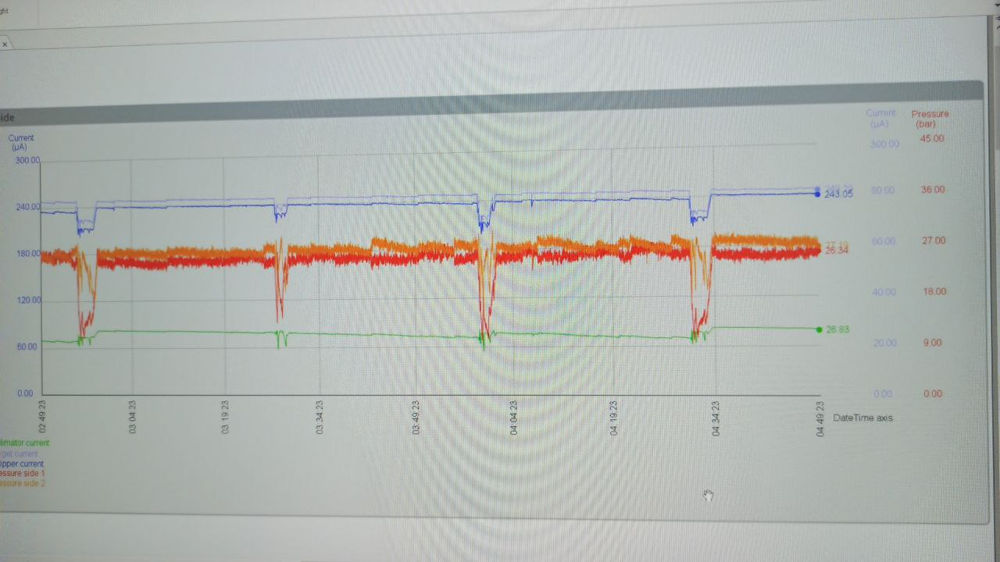 ght
×
ide
Current
(µA)
300.00
240.00
180.00
120.00
60.00
0.00
Current
(µA)
300.00
80.00
60.00
40.00
20.00
0.00
Pressure
(bar)
45.00
36.00
27.00
18.00
9.00
0.00
243.05
26.34
26.83
02:49:23
03:04:23
03:19:23
03:34:23
03:49:23
04:04:23
04:19:23
04:34:23
04:49:23
DateTime axis
limator current
rget current
ipper current
essure side 1
essure side 2